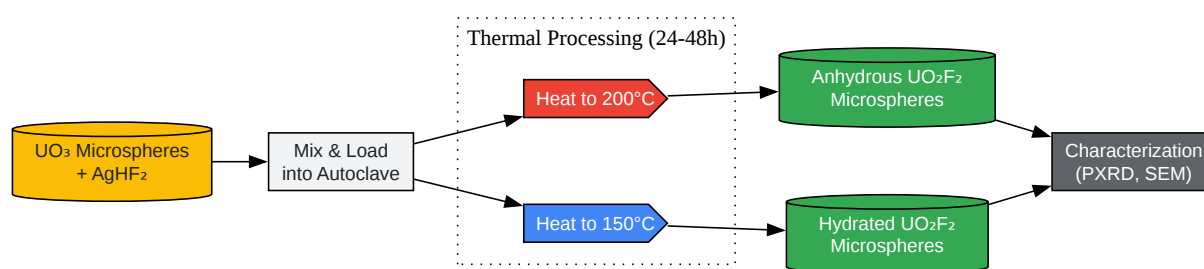 Thermal Processing (24-48h)
UO₃ Microspheres
+ AgHF₂
Mix & Load
into Autoclave
Heat to 200°C
Heat to 150°C
Anhydrous UO₂F₂
Microspheres
Hydrated UO₂F₂
Microspheres
Characterization
(PXRD, SEM)